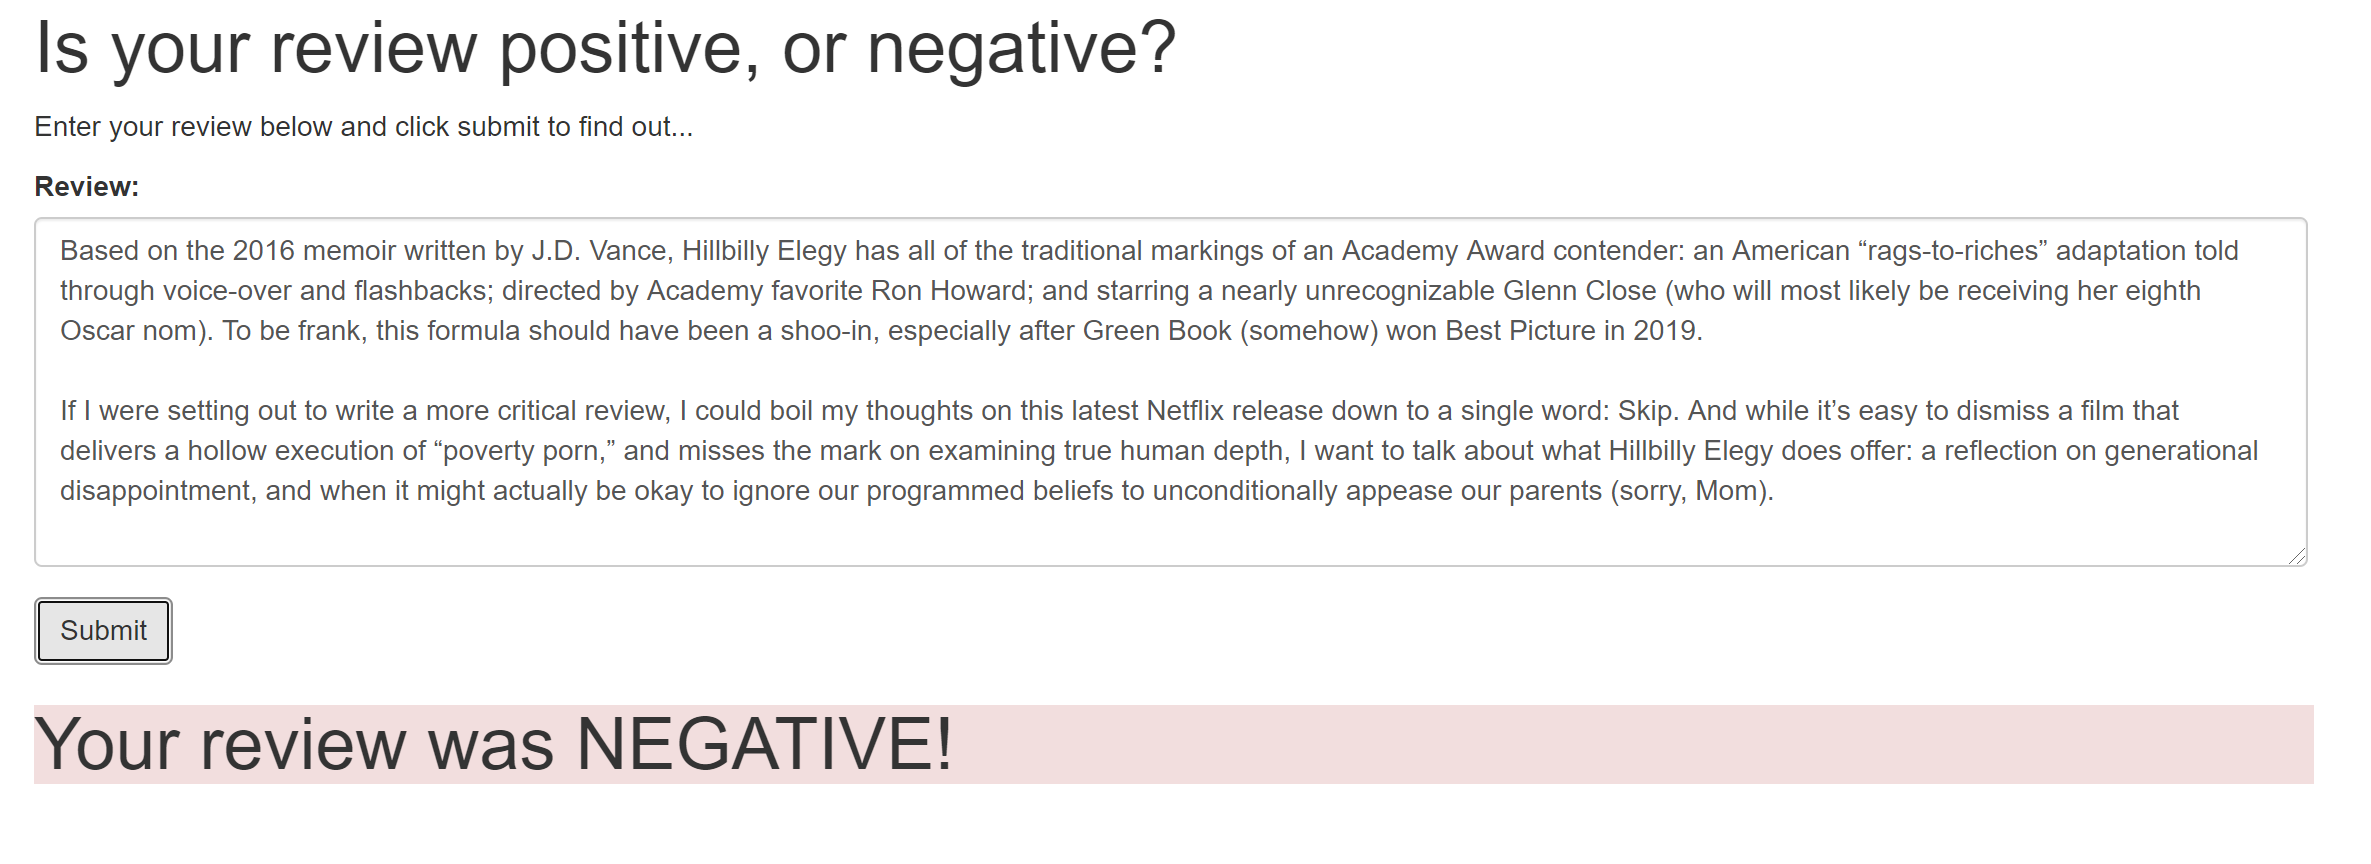 Is your review positive, or negative?
Enter your review below and click submit to find out...
Review:
Based on the 2016 memoir written by J.D. Vance, Hillbilly Elegy has all of the traditional markings of an Academy Award contender: an American “rags-to-riches” adaptation told
through voice-over and flashbacks; directed by Academy favorite Ron Howard; and starring a nearly unrecognizable Glenn Close (who will most likely be receiving her eighth
Oscar nom). To be frank, this formula should have been a shoo-in, especially after Green Book (somehow) won Best Picture in 2019.
If I were setting out to write a more critical review, I could boil my thoughts on this latest Netflix release down to a single word: Skip. And while it’s easy to dismiss a film that
delivers a hollow execution of “poverty porn,” and misses the mark on examining true human depth, I want to talk about what Hillbilly Elegy does offer: a reflection on generational
disappointment, and when it might actually be okay to ignore our programmed beliefs to unconditionally appease our parents (sorry, Mom).
Submit
Your review was NEGATIVE!